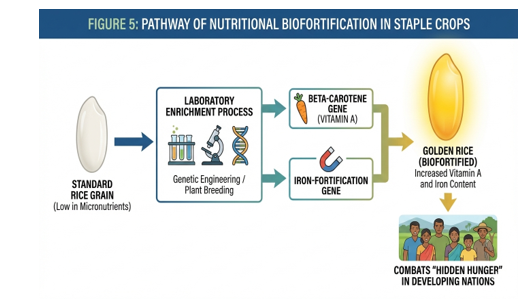 FIGURE 5: PATHWAY OF NUTRITIONAL BIOFORTIFICATION IN STAPLE CROPS
STANDARD
RICE GRAIN
(Low in Micronutrients)
LABORATORY
ENRICHMENT PROCESS
Genetic Engineering /
Plant Breeding
BETA-CAROTENE
GENE
(VITAMIN A)
IRON-FORTIFICATION
GENE
GOLDEN RICE
(BIOFORTIFIED)
Increased Vitamin A
and Iron Content
COMBATS "HIDDEN HUNGER"
IN DEVELOPING NATIONS